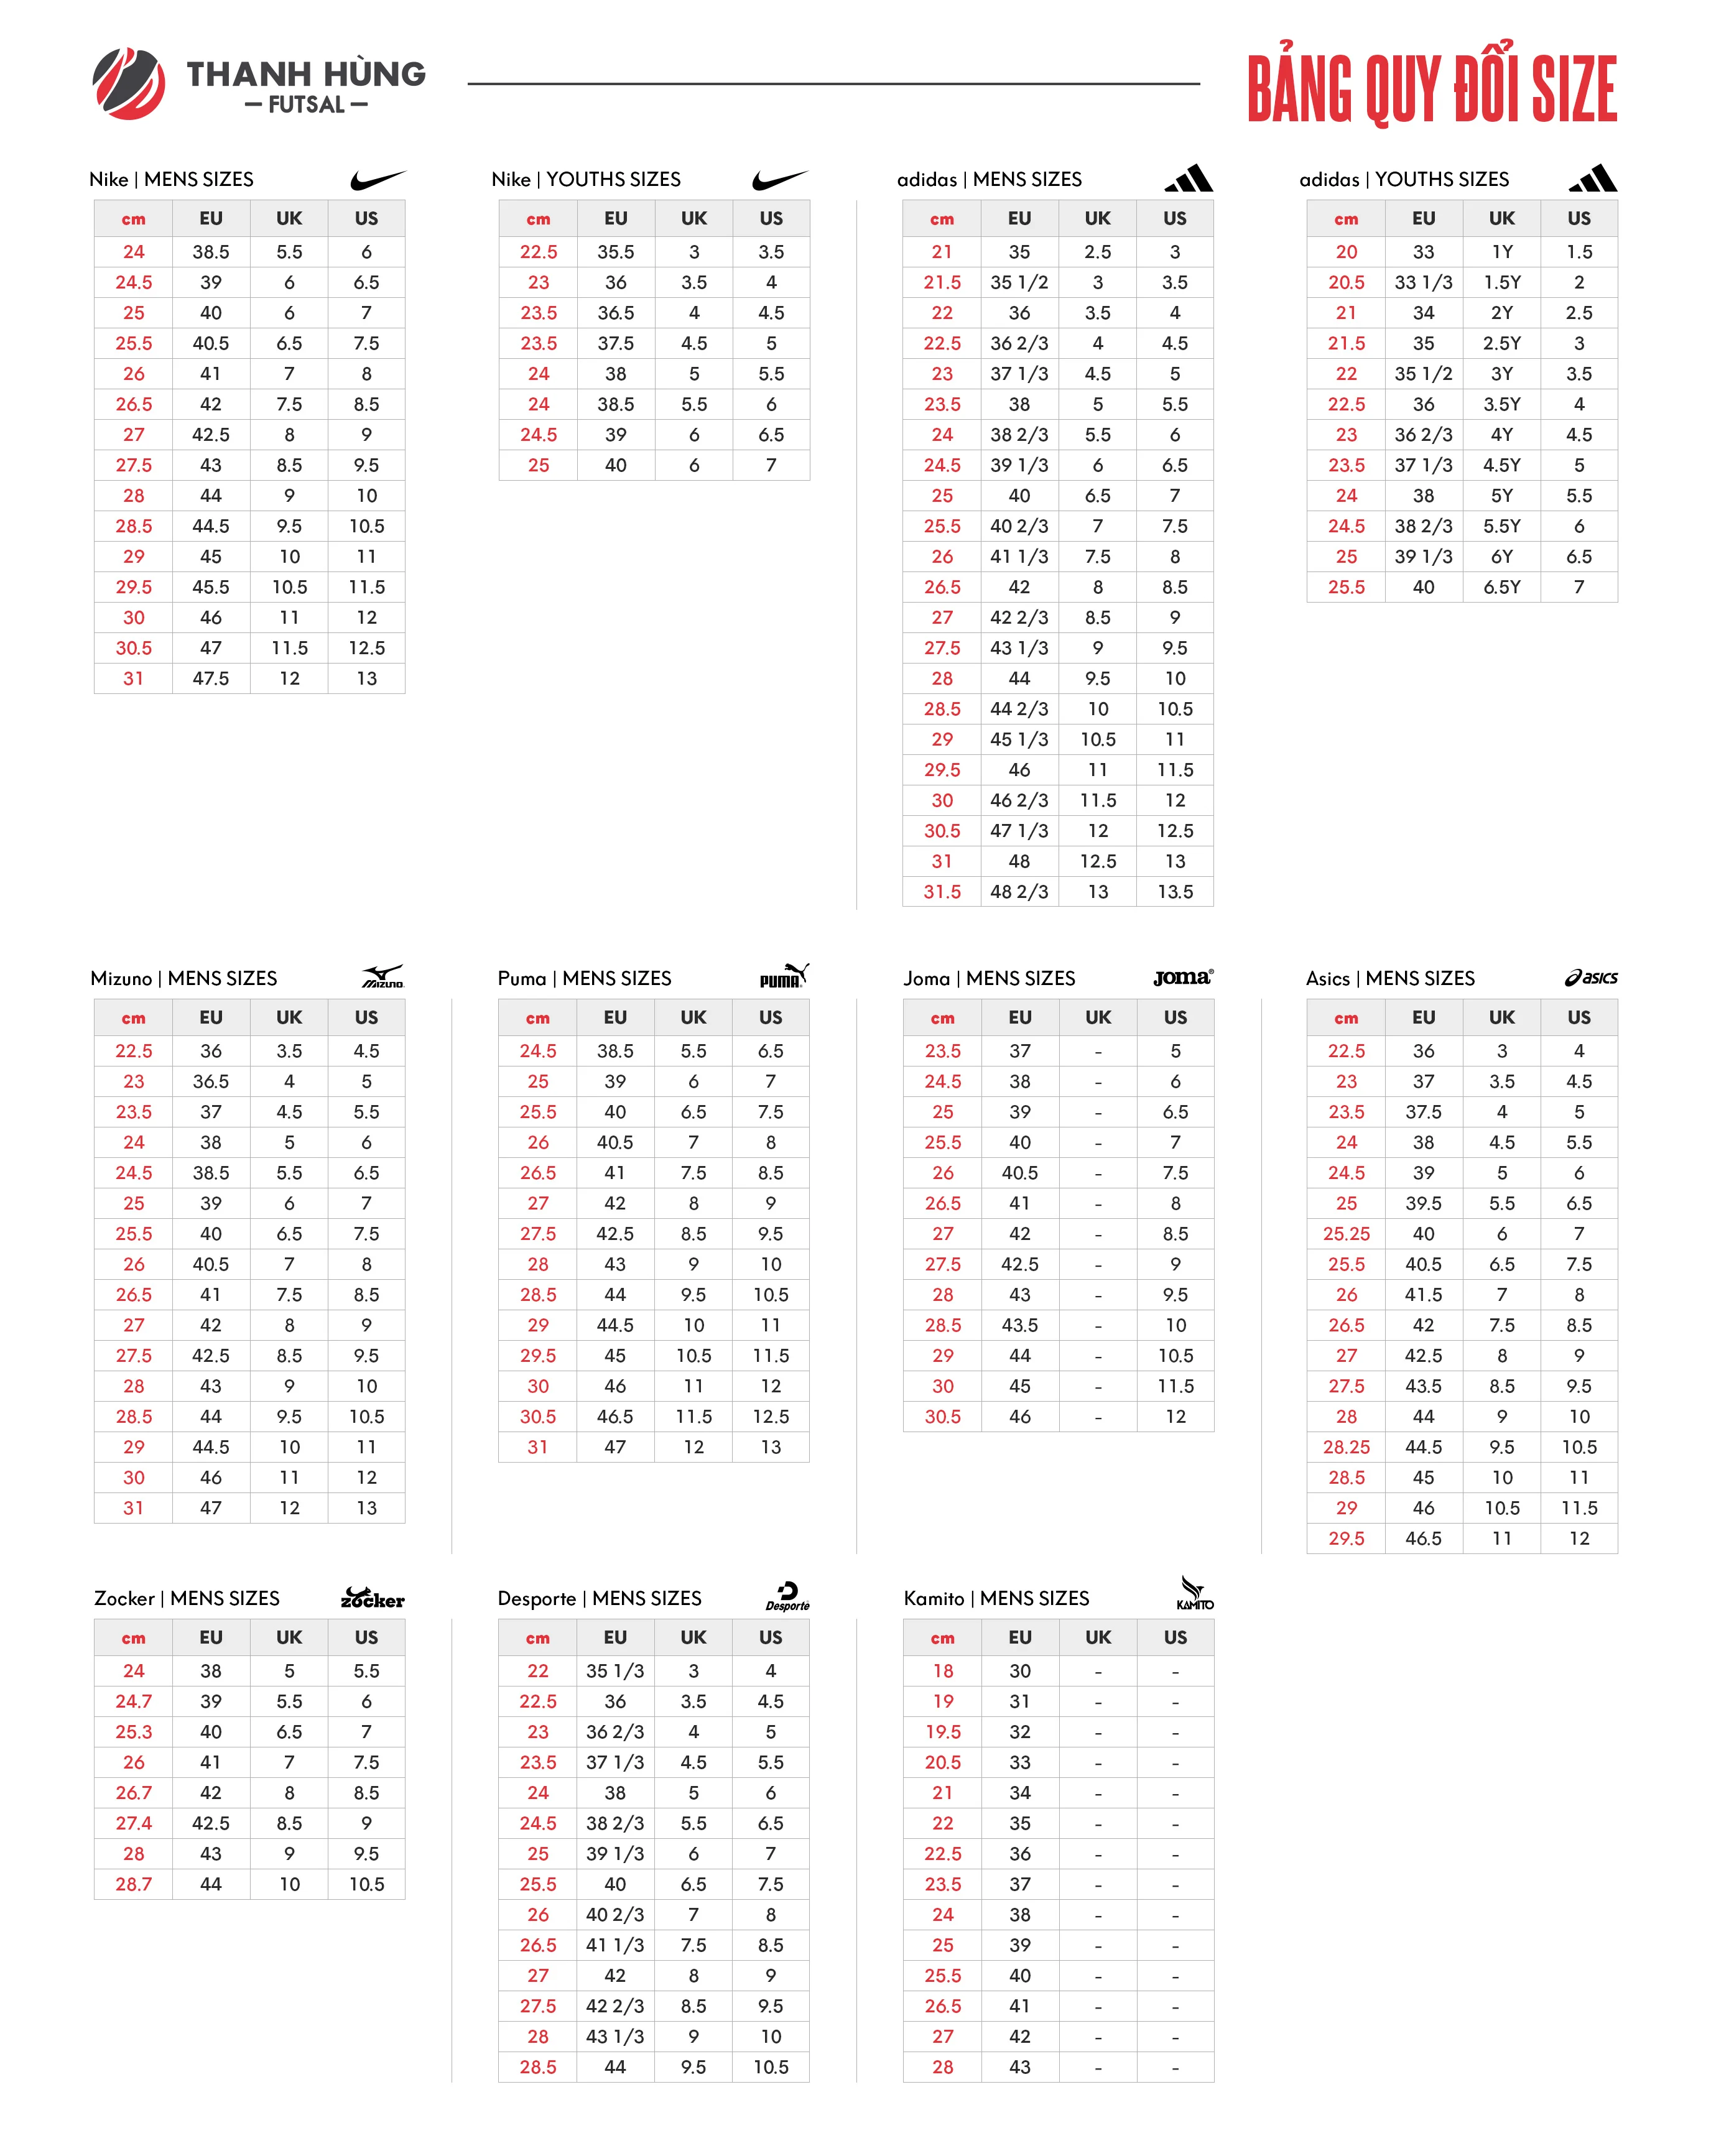 THANH HÙNG
FUTSAL
BẢNG QUY ĐỔI SIZE
Nike | MENS SIZES
cm EU UK US
24 38.5 5.5 6
24.5 39 6 6.5
25 40 6 7
25.5 40.5 6.5 7.5
26 41 7 8
26.5 42 7.5 8.5
27 42.5 8 9
27.5 43 8.5 9.5
28 44 9 10
28.5 44.5 9.5 10.5
29 45 10 11
29.5 45.5 10.5 11.5
30 46 11 12
30.5 47 11.5 12.5
31 47.5 12 13
Nike | YOUTHS SIZES
cm EU UK US
22.5 35.5 3 3.5
23 36 3.5 4
23.5 36.5 4 4.5
23.5 37.5 4.5 5
24 38 5 5.5
24 38.5 5.5 6
24.5 39 6 6.5
25 40 6 7
adidas | MENS SIZES
cm EU UK US
21 35 2.5 3
21.5 35 1/2 3 3.5
22 36 3.5 4
22.5 36 2/3 4 4.5
23 37 1/3 4.5 5
23.5 38 5 5.5
24 38 2/3 5.5 6
24.5 39 1/3 6 6.5
25 40 6.5 7
25.5 40 2/3 7 7.5
26 41 1/3 7.5 8
26.5 42 8 8.5
27 42 2/3 8.5 9
27.5 43 1/3 9 9.5
28 44 9.5 10
28.5 44 2/3 10 10.5
29 45 1/3 10.5 11
29.5 46 11 11.5
30 46 2/3 11.5 12
30.5 47 1/3 12 12.5
31 48 12.5 13
31.5 48 2/3 13 13.5
adidas | YOUTHS SIZES
cm EU UK US
20 33 1Y 1.5
20.5 33 1/3 1.5Y 2
21 34 2Y 2.5
21.5 35 2.5Y 3
22 35 1/2 3Y 3.5
22.5 36 3.5Y 4
23 36 2/3 4Y 4.5
23.5 37 1/3 4.5Y 5
24 38 5Y 5.5
24.5 38 2/3 5.5Y 6
25 39 1/3 6Y 6.5
25.5 40 6.5Y 7
Mizuno | MENS SIZES MIZUNO
cm EU UK US
22.5 36 3.5 4.5
23 36.5 4 5
23.5 37 4.5 5.5
24 38 5 6
24.5 38.5 5.5 6.5
25 39 6 7
25.5 40 6.5 7.5
26 40.5 7 8
26.5 41 7.5 8.5
27 42 8 9
27.5 42.5 8.5 9.5
28 43 9 10
28.5 44 9.5 10.5
29 44.5 10 11
30 46 11 12
31 47 12 13
Puma | MENS SIZES PUMA
cm EU UK US
24.5 38.5 5.5 6.5
25 39 6 7
25.5 40 6.5 7.5
26 40.5 7 8
26.5 41 7.5 8.5
27 42 8 9
27.5 42.5 8.5 9.5
28 43 9 10
28.5 44 9.5 10.5
29 44.5 10 11
29.5 45 10.5 11.5
30 46 11 12
30.5 46.5 11.5 12.5
31 47 12 13
Joma | MENS SIZES Joma®
cm EU UK US
23.5 37 - 5
24.5 38 - 6
25 39 - 6.5
25.5 40 - 7
26 40.5 - 7.5
26.5 41 - 8
27 42 - 8.5
27.5 42.5 - 9
28 43 - 9.5
28.5 43.5 - 10
29 44 - 10.5
30 45 - 11.5
30.5 46 - 12
Asics | MENS SIZES asics
cm EU UK US
22.5 36 3 4
23 37 3.5 4.5
23.5 37.5 4 5
24 38 4.5 5.5
24.5 39 5 6
25 39.5 5.5 6.5
25.25 40 6 7
25.5 40.5 6.5 7.5
26 41.5 7 8
26.5 42 7.5 8.5
27 42.5 8 9
27.5 43.5 8.5 9.5
28 44 9 10
28.25 44.5 9.5 10.5
28.5 45 10 11
29 46 10.5 11.5
29.5 46.5 11 12
Zocker | MENS SIZES zocker
cm EU UK US
24 38 5 5.5
24.7 39 5.5 6
25.3 40 6.5 7
26 41 7 7.5
26.7 42 8 8.5
27.4 42.5 8.5 9
28 43 9 9.5
28.7 44 10 10.5
Desporte | MENS SIZES Desporte
cm EU UK US
22 35 1/3 3 4
22.5 36 3.5 4.5
23 36 2/3 4 5
23.5 37 1/3 4.5 5.5
24 38 5 6
24.5 38 2/3 5.5 6.5
25 39 1/3 6 7
25.5 40 6.5 7.5
26 40 2/3 7 8
26.5 41 1/3 7.5 8.5
27 42 8 9
27.5 42 2/3 8.5 9.5
28 43 1/3 9 10
28.5 44 9.5 10.5
Kamito | MENS SIZES KAMITO
cm EU UK US
18 30 - -
19 31 - -
19.5 32 - -
20.5 33 - -
21 34 - -
22 35 - -
22.5 36 - -
23.5 37 - -
24 38 - -
25 39 - -
25.5 40 - -
26.5 41 - -
27 42 - -
28 43 - -